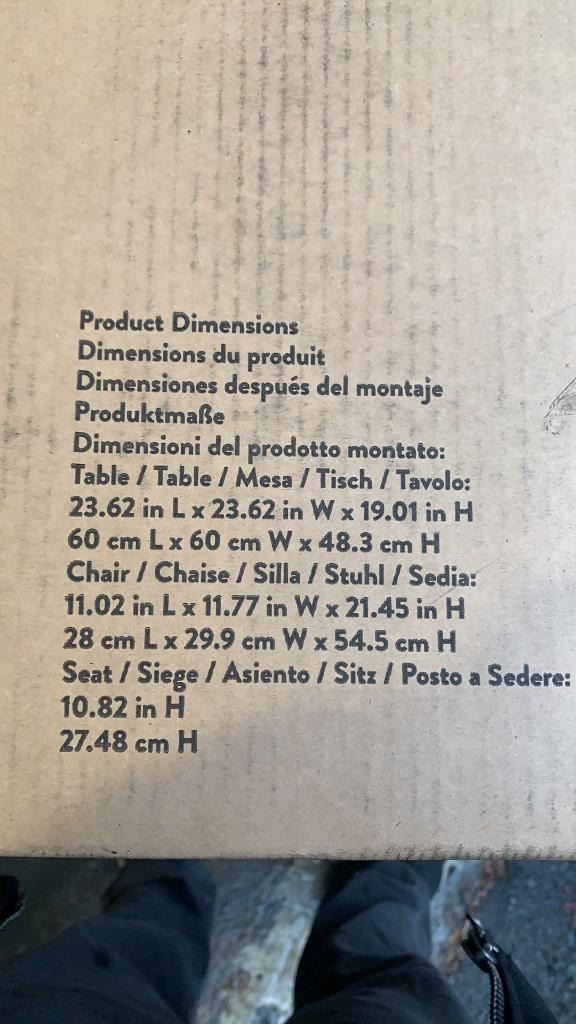 Product Dimensions
Dimensions du produit
Dimensiones después del montaje
Produktmaße
Dimensioni del prodotto montato:
Table / Table / Mesa / Tisch / Tavolo:
23.62 in L x 23.62 in W x 19.01 in H
60 cm L x 60 cm W x 48.3 cm H
Chair / Chaise / Silla / Stuhl / Sedia:
11.02 in L x 11.77 in W x 21.45 in H
28 cm L x 29.9 cm W x 54.5 cm H
Seat / Siege / Asiento / Sitz / Posto a Sedere:
10.82 in H
27.48 cm H